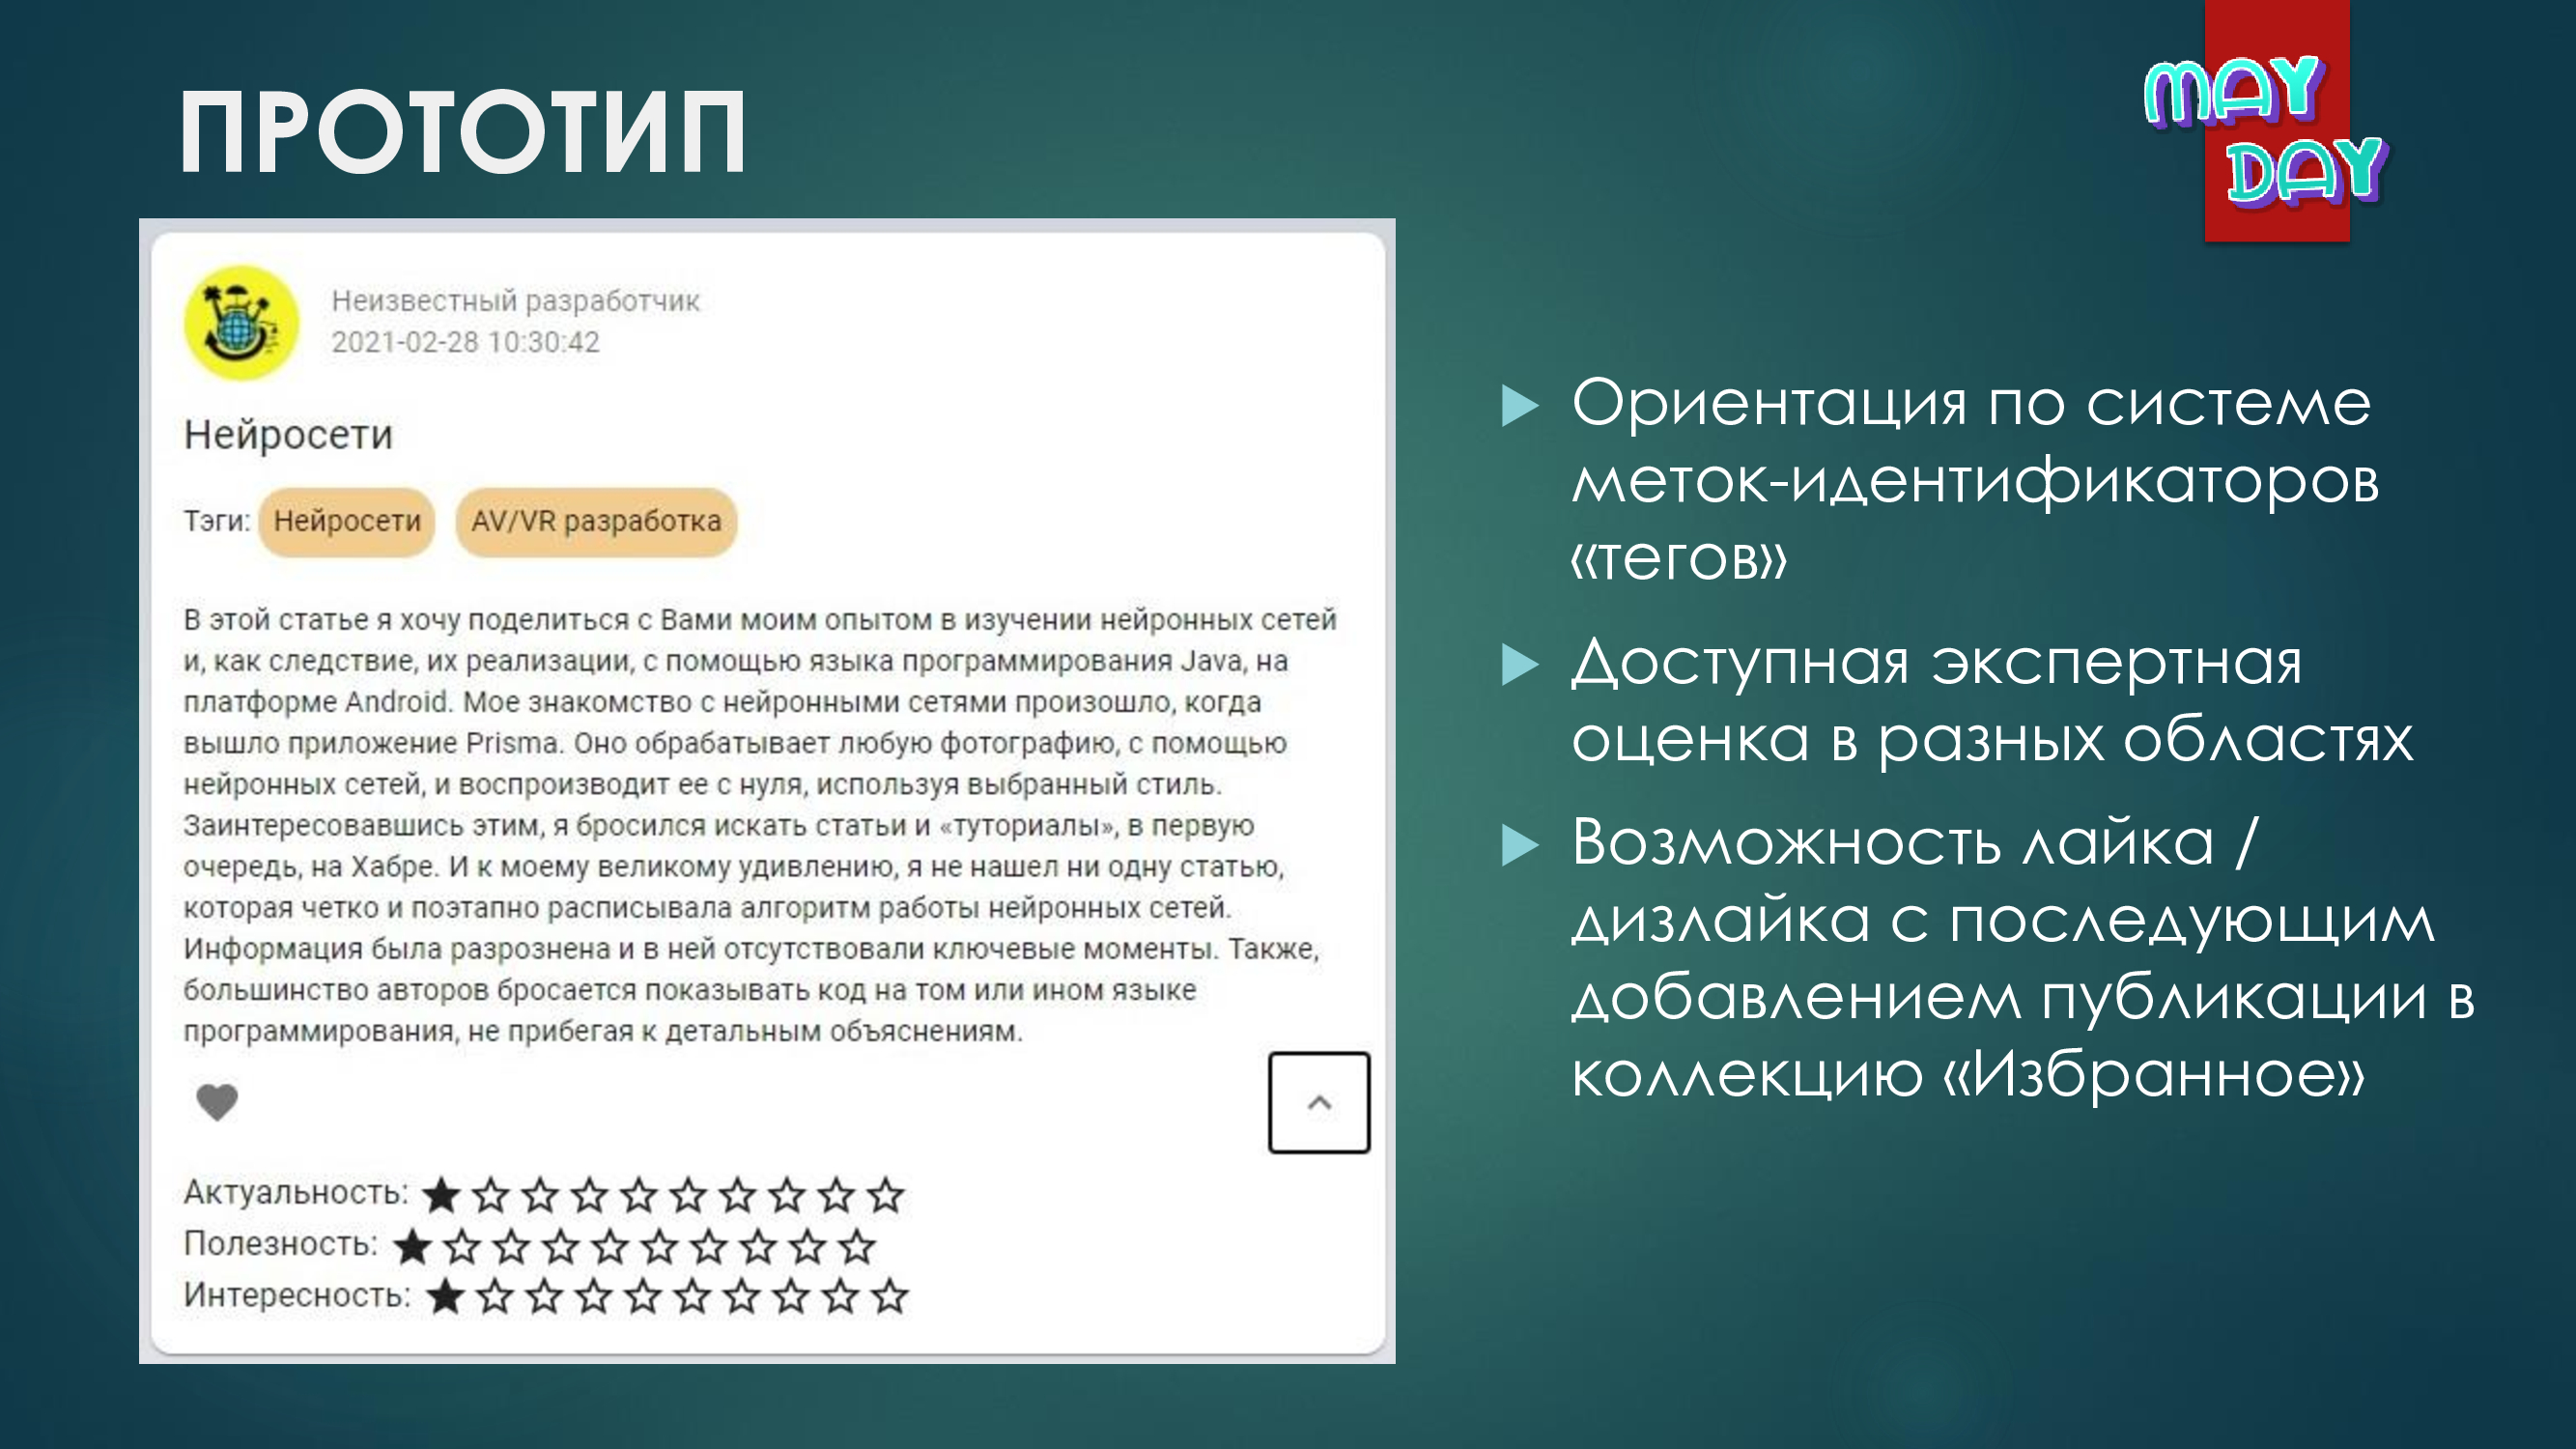 ПРОТОТИП
MAY
DAY
Неизвестный разработчик
2021-02-28 10:30:42
Нейросети
Тэги: Нейросети AV/VR разработка
В этой статье я хочу поделиться с Вами моим опытом в изучении нейронных сетей
и, как следствие, их реализации, с помощью языка программирования Java, на
платформе Android. Мое знакомство с нейронными сетями произошло, когда
вышло приложение Prisma. Оно обрабатывает любую фотографию, с помощью
нейронных сетей, и воспроизводит ее с нуля, используя выбранный стиль.
Заинтересовавшись этим, я бросился искать статьи и «туториалы», в первую
очередь, на Хабре. И к моему великому удивлению, я не нашел ни одну статью,
которая четко и поэтапно расписывала алгоритм работы нейронных сетей.
Информация была разрознена и в ней отсутствовали ключевые моменты. Также,
большинство авторов бросается показывать код на том или ином языке
программирования, не прибегая к детальным объяснениям.
Актуальность:
Полезность:
Интересность:
Ориентация по системе
меток-идентификаторов
«тегов»
Доступная экспертная
оценка в разных областях
Возможность лайка /
дизлайка с последующим
добавлением публикации в
коллекцию «Избранное»